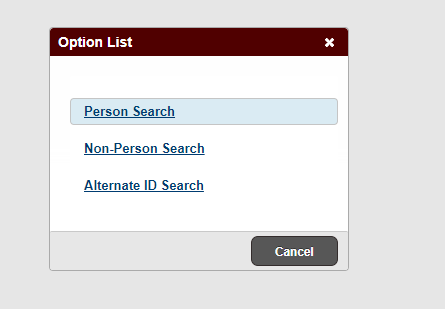 Option List
Person Search
Non-Person Search
Alternate ID Search
Cancel